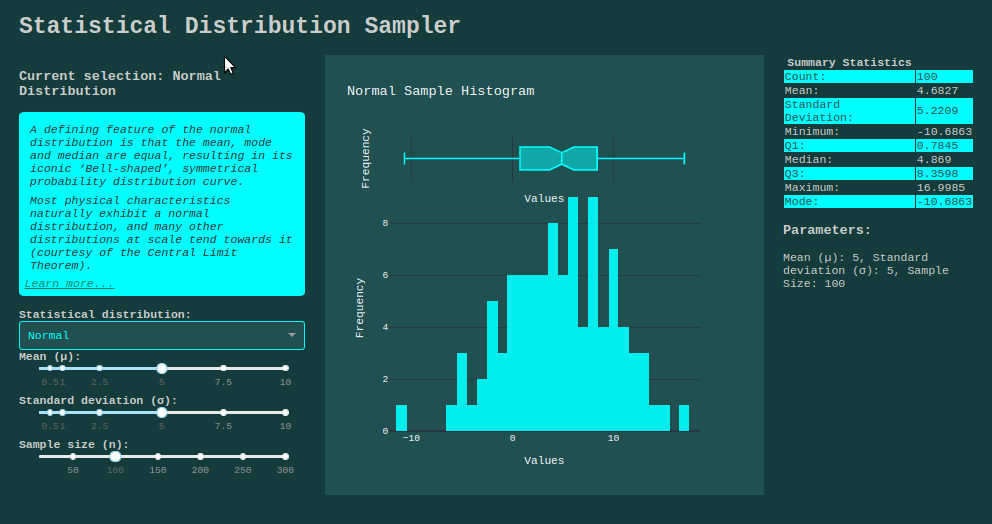 Statistical Distribution Sampler
Current selection: Normal
Distribution
A defining feature of the normal
distribution is that the mean, mode
and median are equal, resulting in its
iconic ‘Bell-shaped’, symmetrical
probability distribution curve.
Most physical characteristics
naturally exhibit a normal
distribution, and many other
distributions at scale tend towards it
(courtesy of the Central Limit
Theorem).
Learn more...
Statistical distribution:
Normal
Mean (μ):
0.5 1 2.5 5 7.5 10
Standard deviation (σ):
0.5 1 2.5 5 7.5 10
Sample size (n):
50 100 150 200 250 300
Normal Sample Histogram
Frequency
Values
8
6
4
2
0
Frequency
−10 0 10
Values
Summary Statistics
Count: 100
Mean: 4.6827
Standard
Deviation: 5.2209
Minimum: -10.6863
Q1: 0.7845
Median: 4.869
Q3: 8.3598
Maximum: 16.9985
Mode: -10.6863
Parameters:
Mean (μ): 5, Standard
deviation (σ): 5, Sample
Size: 100